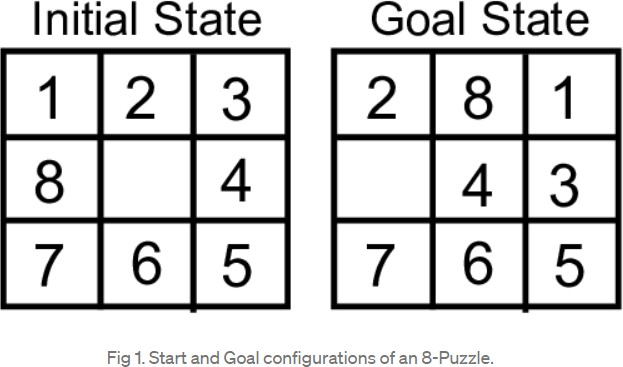 Initial State Goal State
1 2 3 2 8 1
8 4 4 3
7 6 5 7 6 5
Fig 1. Start and Goal configurations of an 8-Puzzle.